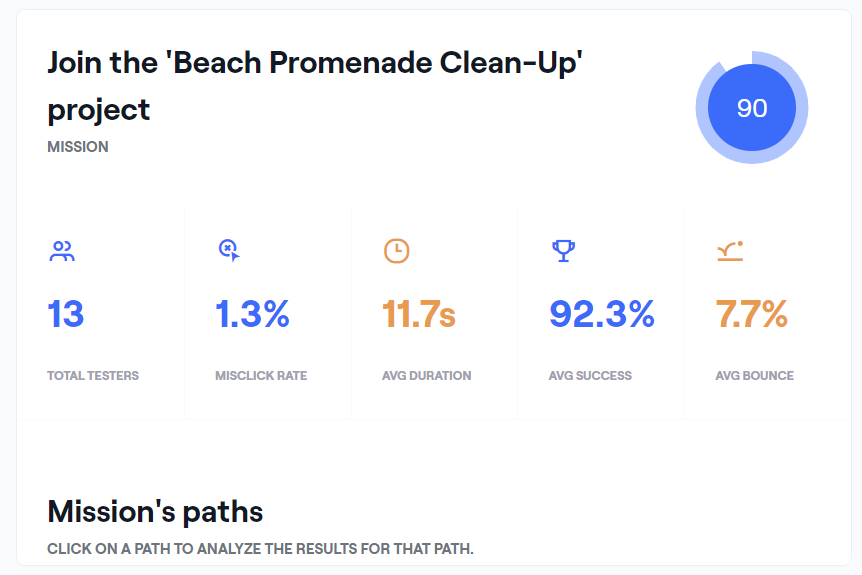 Join the 'Beach Promenade Clean-Up'
project
MISSION
90
13
1.3%
11.7s
92.3%
7.7%
TOTAL TESTERS
MISCLICK RATE
AVG DURATION
AVG SUCCESS
AVG BOUNCE
Mission's paths
CLICK ON A PATH TO ANALYZE THE RESULTS FOR THAT PATH.